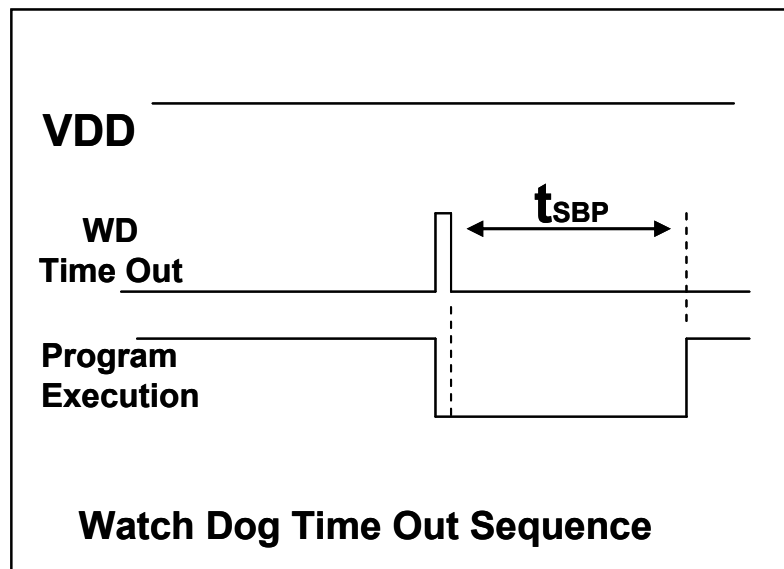 VDD
WD
Time Out
tSBP
Program
Execution
Watch Dog Time Out Sequence